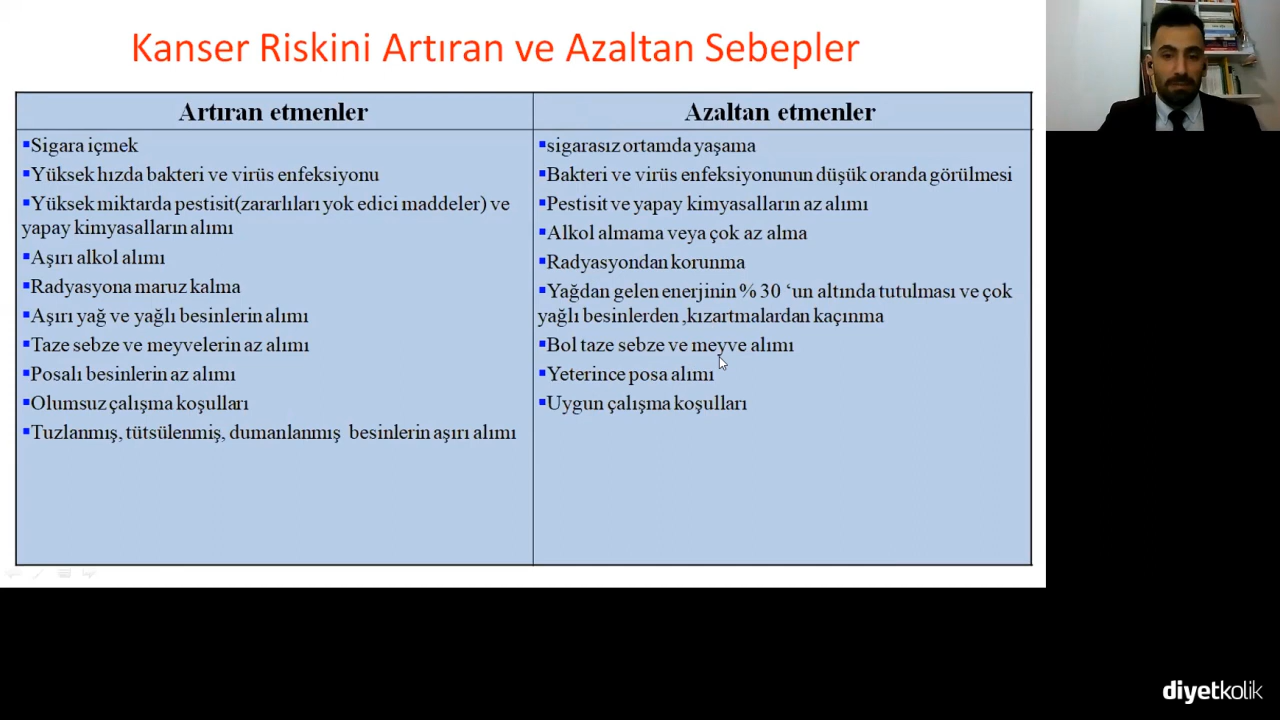 Kanser Riskini Artıran ve Azaltan Sebepler
Artıran etmenler
▪Sigara içmek
▪Yüksek hızda bakteri ve virüs enfeksiyonu
▪Yüksek miktarda pestisit(zararlıları yok edici maddeler) ve
yapay kimyasalların alımı
▪Aşırı alkol alımı
▪Radyasyona maruz kalma
▪Aşırı yağ ve yağlı besinlerin alımı
▪Taze sebze ve meyvelerin az alımı
▪Posalı besinlerin az alımı
▪Olumsuz çalışma koşulları
▪Tuzlanmış, tütsülenmiş, dumanlanmış besinlerin aşırı alımı
Azaltan etmenler
▪sigarasız ortamda yaşama
▪Bakteri ve virüs enfeksiyonunun düşük oranda görülmesi
▪Pestisit ve yapay kimyasalların az alımı
▪Alkol almama veya çok az alma
▪Radyasyondan korunma
▪Yağdan gelen enerjinin % 30 ‘un altında tutulması ve çok
yağlı besinlerden ,kızartmalardan kaçınma
▪Bol taze sebze ve meyve alımı
▪Yeterince posa alımı
▪Uygun çalışma koşulları
diyetkolik